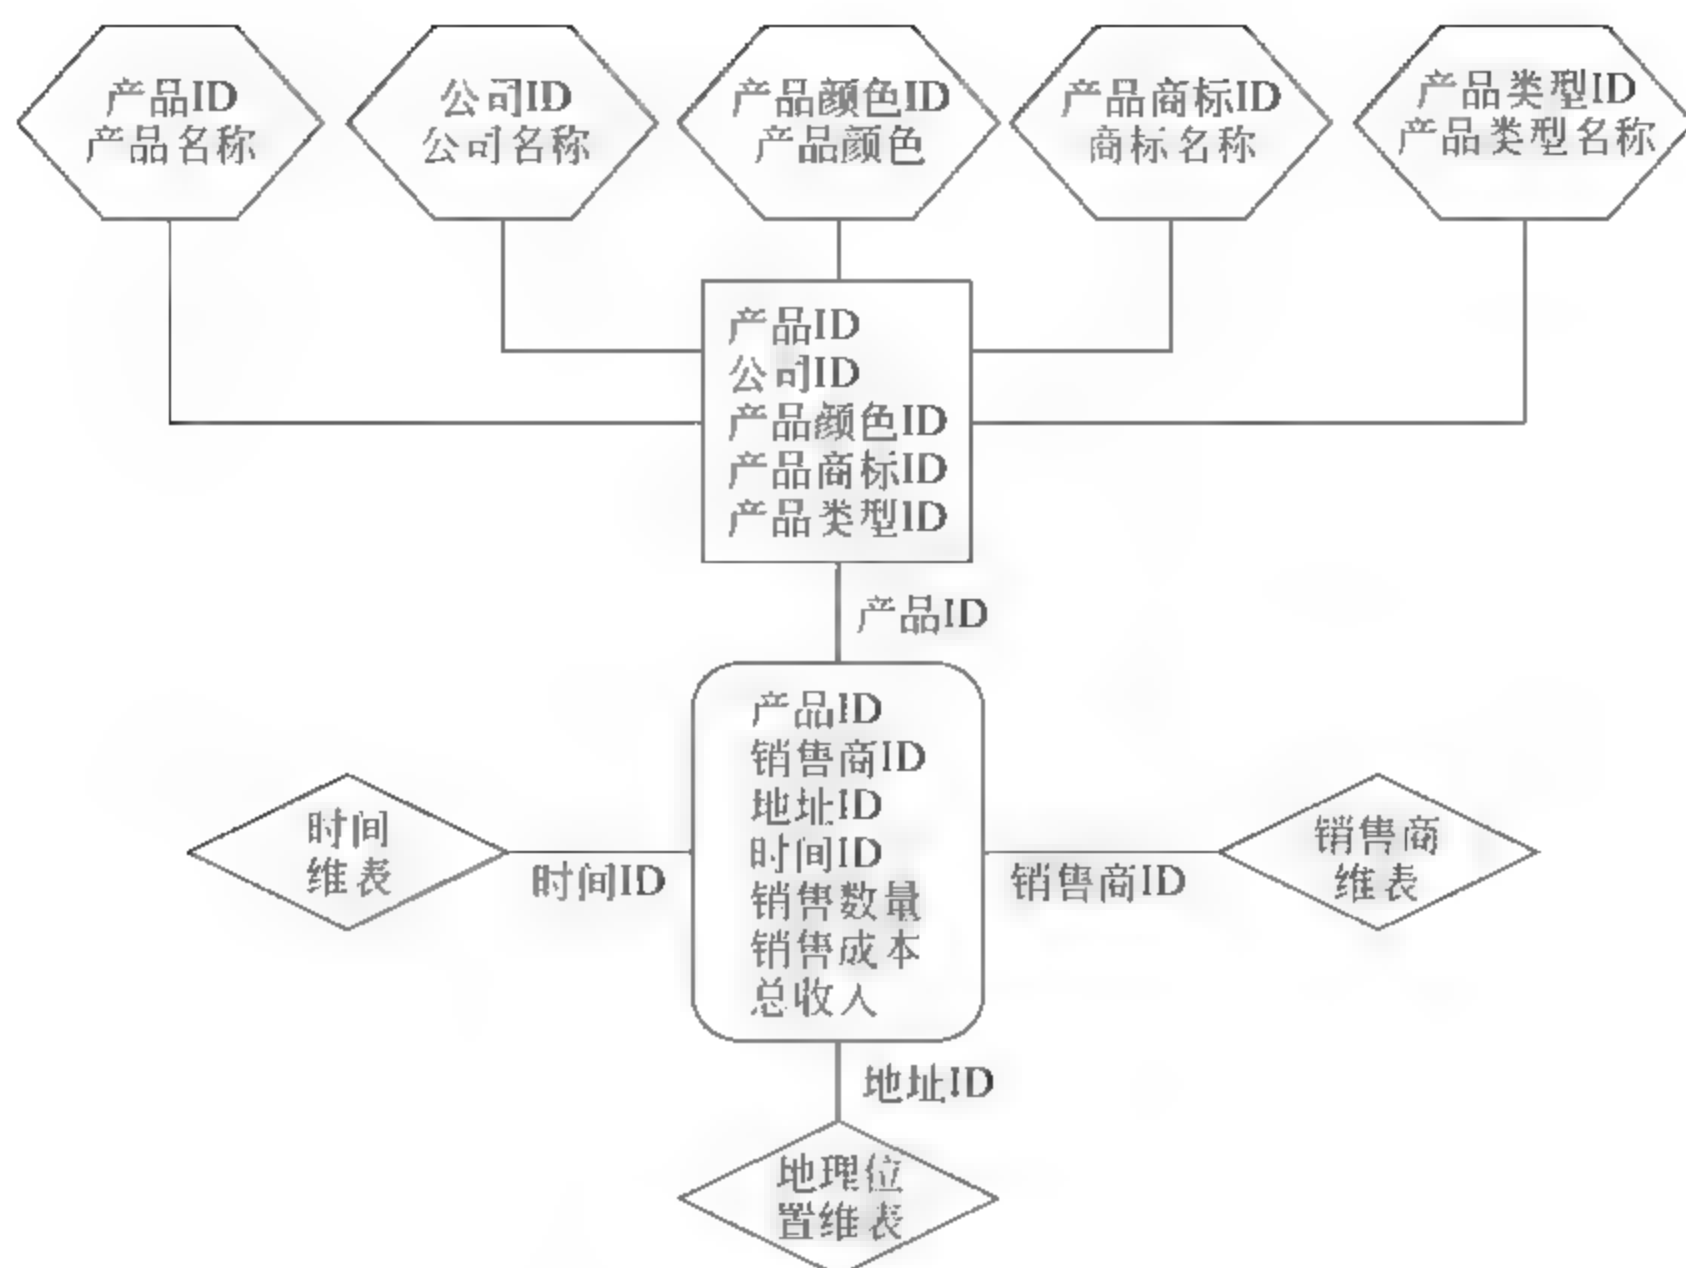 产品ID
产品名称
公司ID
公司名称
产品颜色ID
产品颜色
产品商标ID
商标名称
产品类型ID
产品类型名称
产品ID
公司ID
产品颜色ID
产品商标ID
产品类型ID
产品ID
产品ID
销售商ID
地址ID
时间ID
销售数量
销售成本
总收人
时间
维表
时间ID
销售商ID
销售商
维表
地址ID
地理位
置维表